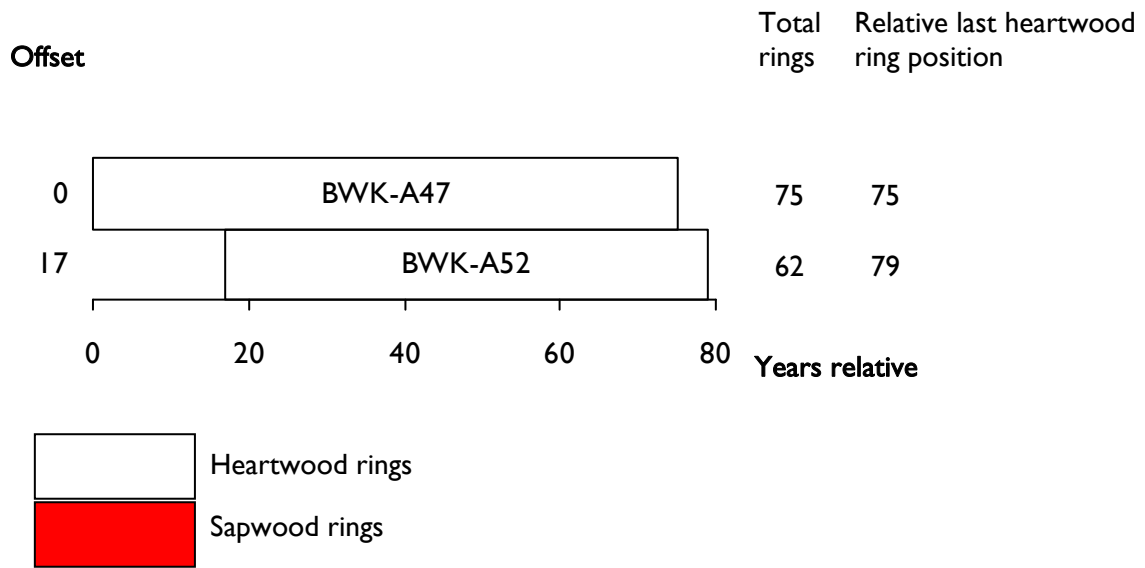 Total Relative last heartwood
Offset rings ring position
0 BWK-A47 75 75
17 BWK-A52 62 79
0 20 40 60 80 Years relative
Heartwood rings
Sapwood rings